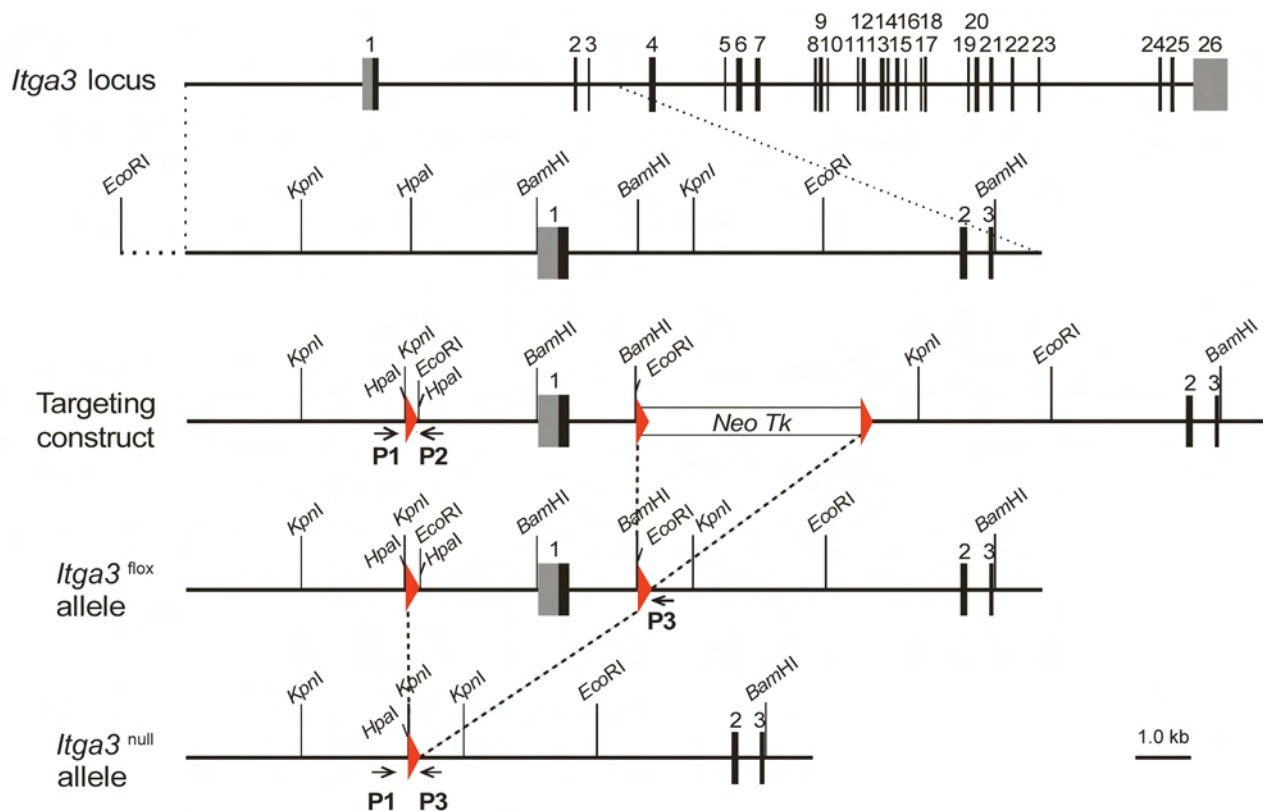 9 12 14 16 18 20
1 2 3 4 5 6 7 8 10 11 13 15 17 19 21 22 23 24 25 26
Itga3 locus
EcoRI KpnI HpaI BamHI BamHI KpnI EcoRI BamHI
1 2 3
KpnI HpaI KpnI EcoRI HpaI BamHI BamHI EcoRI KpnI EcoRI BamHI
1 2 3
Targeting
construct
Neo Tk
P1 P2
KpnI HpaI KpnI EcoRI HpaI BamHI BamHI EcoRI KpnI EcoRI BamHI
1 2 3
Itga3 flox
allele
P3
KpnI HpaI KpnI KpnI EcoRI BamHI
2 3
Itga3 null
allele
1.0 kb
P1 P3